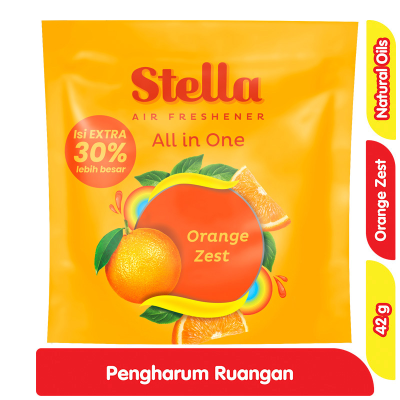 Stella
AIR FRESHENER
All in One
Isi EXTRA
30%
lebih besar
Orange
Zest
Natural Oils
Orange Zest
42 g
Pengharum Ruangan